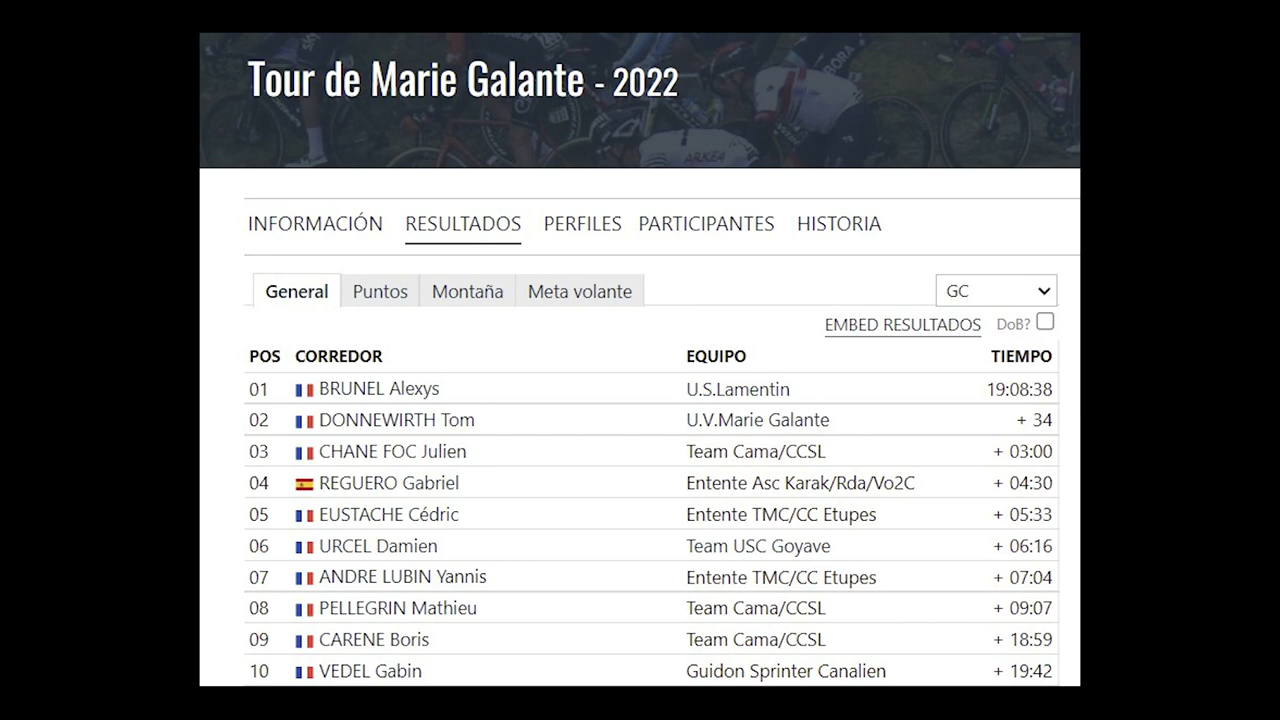 Tour de Marie Galante - 2022
ARKEA
BORA
INFORMACIÓN RESULTADOS PERFILES PARTICIPANTES HISTORIA
General Puntos Montaña Meta volante GC
EMBED RESULTADOS DoB?
POS CORREDOR EQUIPO TIEMPO
01 BRUNEL Alexys U.S.Lamentin 19:08:38
02 DONNEWIRTH Tom U.V.Marie Galante + 34
03 CHANE FOC Julien Team Cama/CCSL + 03:00
04 REGUERO Gabriel Entente Asc Karak/Rda/Vo2C + 04:30
05 EUSTACHE Cédric Entente TMC/CC Etupes + 05:33
06 URCEL Damien Team USC Goyave + 06:16
07 ANDRE LUBIN Yannis Entente TMC/CC Etupes + 07:04
08 PELLEGRIN Mathieu Team Cama/CCSL + 09:07
09 CARENE Boris Team Cama/CCSL + 18:59
10 VEDEL Gabin Guidon Sprinter Canalien + 19:42